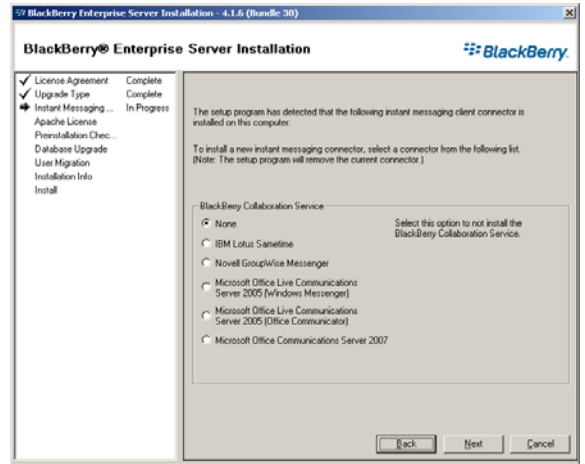 BlackBerry Enterprise Server Installation - 4.1.6 (Bundle 30)
BlackBerry® Enterprise Server Installation
BlackBerry.
License Agreement Complete
Upgrade Type Complete
Instant Messaging ... In Progress
Apache License
Preinstallation Chec...
Database Upgrade
User Migration
Installation Info
Install
The setup program has detected that the following instant messaging client connector is
installed on this computer:
To install a new instant messaging connector, select a connector from the following list.
(Note: The setup program will remove the current connector.)
BlackBerry Collaboration Service
None
Select this option to not install the
BlackBerry Collaboration Service.
IBM Lotus Sametime
Novell GroupWise Messenger
Microsoft Office Live Communications
Server 2005 (Windows Messenger)
Microsoft Office Live Communications
Server 2005 (Office Communicator)
Microsoft Office Communications Server 2007
Back Next Cancel